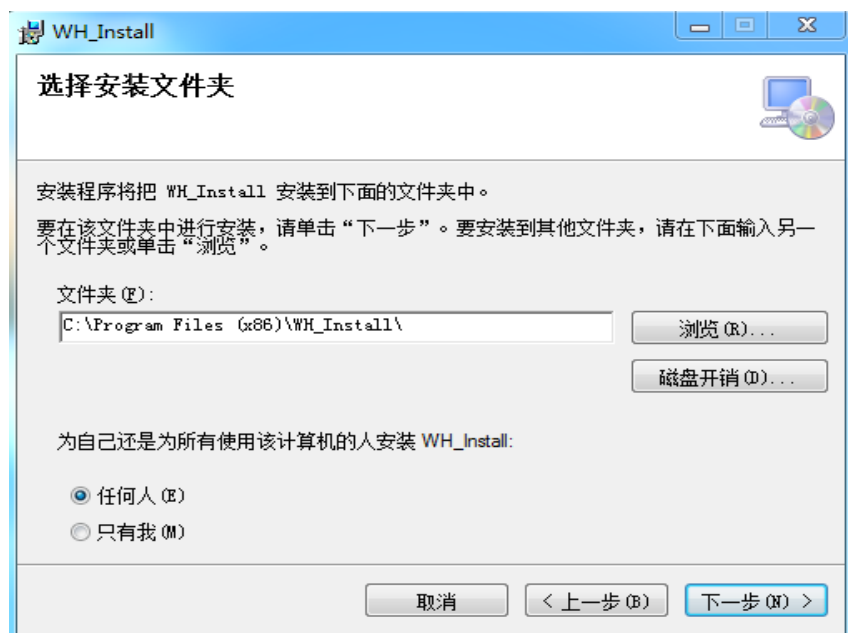 WH_Install
选择安装文件夹
安装程序将把 WH_Install 安装到下面的文件夹中。
要在该文件夹中进行安装，请单击“下一步”。要安装到其他文件夹，请在下面输入另一
个文件夹或单击“浏览”。
文件夹(F):
C:\Program Files (x86)\WH_Install\
浏览(R)...
磁盘开销(D)...
为自己还是为所有使用该计算机的人安装 WH_Install:
任何人(E)
只有我(M)
取消
< 上一步(B)
下一步(N) >